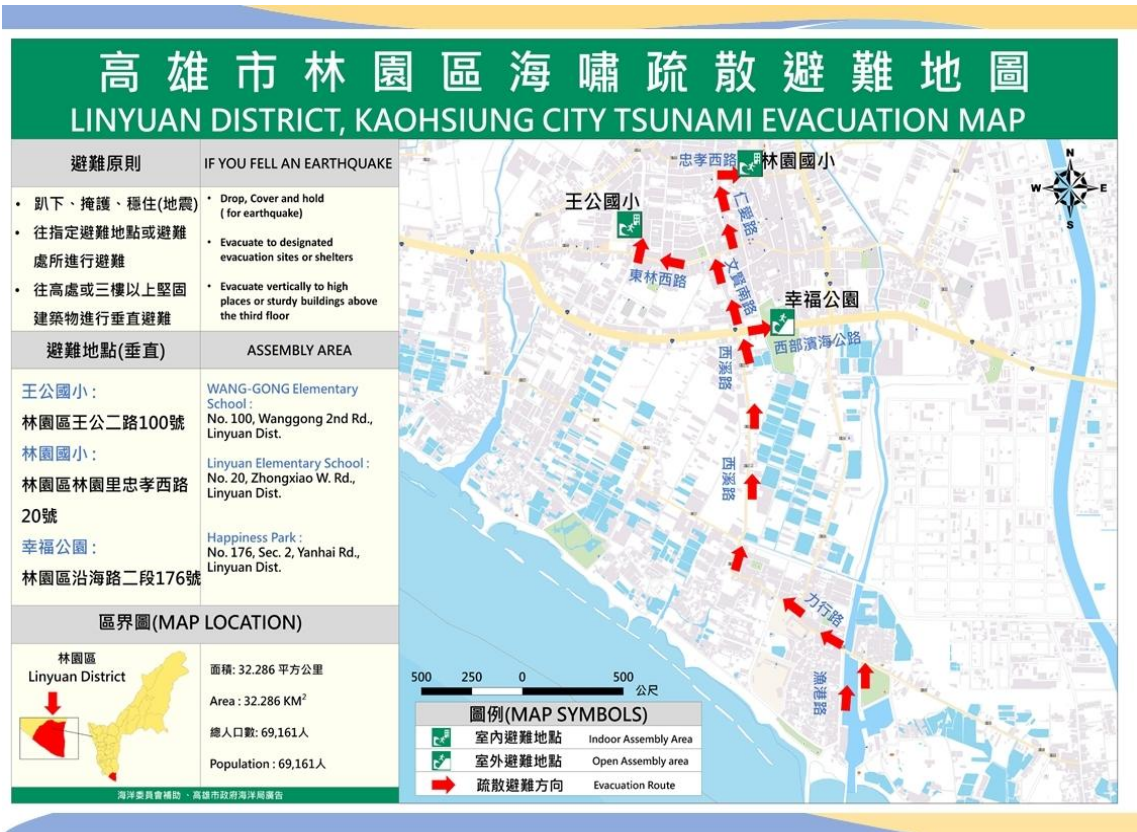 高雄市林園區海嘯疏散避難地圖
LINYUAN DISTRICT, KAOHSIUNG CITY TSUNAMI EVACUATION MAP
避難原則
IF YOU FELL AN EARTHQUAKE
• 趴下、掩護、穩住(地震)
• 往指定避難地點或避難
處所進行避難
• 往高處或三樓以上堅固
建築物進行垂直避難
• Drop, Cover and hold
( for earthquake)
• Evacuate to designated
evacuation sites or shelters
• Evacuate vertically to high
places or sturdy buildings above
the third floor
避難地點(垂直)
ASSEMBLY AREA
王公國小 :
林園區王公二路100號
林園國小 :
林園區林園里忠孝西路
20號
幸福公園 :
林園區沿海路二段176號
WANG-GONG Elementary
School :
No. 100, Wanggong 2nd Rd.,
Linyuan Dist.
Linyuan Elementary School :
No. 20, Zhongxiao W. Rd.,
Linyuan Dist.
Happiness Park :
No. 176, Sec. 2, Yanhai Rd.,
Linyuan Dist.
區界圖(MAP LOCATION)
林園區
Linyuan District
面積: 32.286 平方公里
Area : 32.286 KM²
總人口數: 69,161人
Population : 69,161人
海洋委員會補助 · 高雄市政府海洋局廣告
忠孝西路
林園國小
王公國小
仁愛路
東林西路
文賢南路
幸福公園
西部濱海公路
西溪路
西溪路
力行路
漁港路
N
W
E
S
500
250
0
500
公尺
圖例(MAP SYMBOLS)
室內避難地點
Indoor Assembly Area
室外避難地點
Open Assembly area
疏散避難方向
Evacuation Route